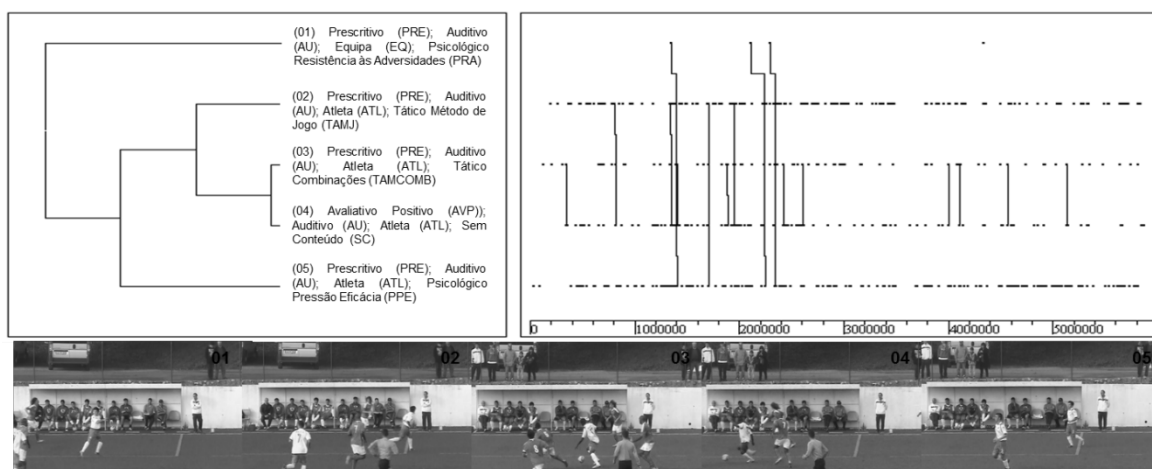 (01) Prescritivo (PRE); Auditivo
(AU); Equipa (EQ); Psicológico
Resistência às Adversidades (PRA)
(02) Prescritivo (PRE); Auditivo
(AU); Atleta (ATL); Tático Método de
Jogo (TAMJ)
(03) Prescritivo (PRE); Auditivo
(AU); Atleta (ATL); Tático
Combinações (TAMCOMB)
(04) Avaliativo Positivo (AVP));
Auditivo (AU); Atleta (ATL); Sem
Conteúdo (SC)
(05) Prescritivo (PRE); Auditivo
(AU); Atleta (ATL); Psicológico
Pressão Eficácia (PPE)
0 1000000 2000000 3000000 4000000 5000000
01 02 03 04 05